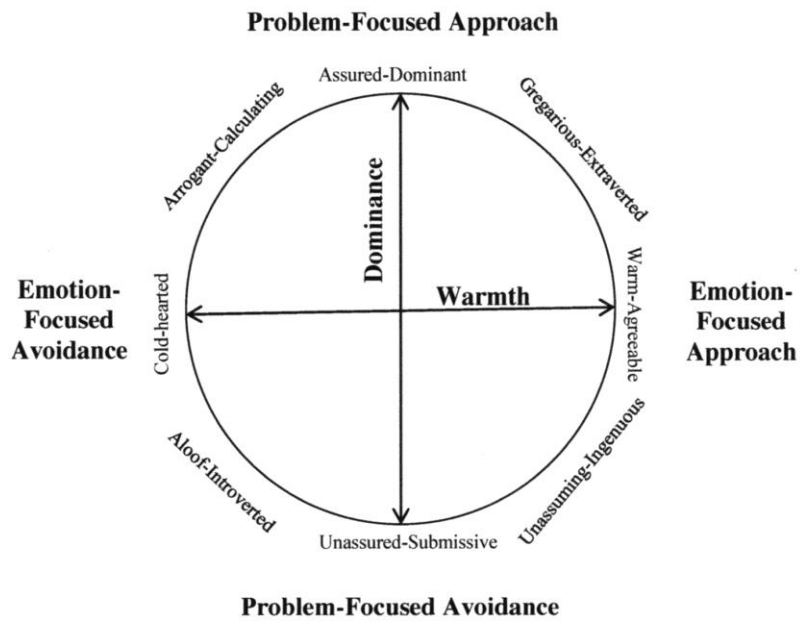 Problem-Focused Approach
Assured-Dominant
Arrogant-Calculating
Gregarious-Extraverted
Dominance
Warmth
Cold-hearted
Warm-Agreeable
Emotion-
Focused
Avoidance
Emotion-
Focused
Approach
Aloof-Introverted
Unassuming-Ingenuous
Unassured-Submissive
Problem-Focused Avoidance